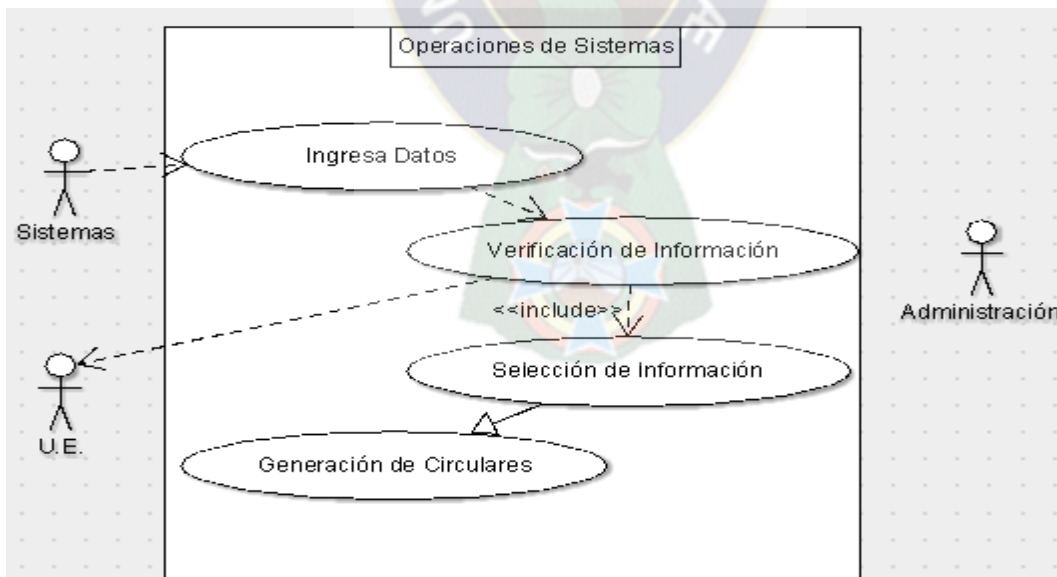 Operaciones de Sistemas
Ingresa Datos
Sistemas
Verificación de Información
<<include>>
Administración
Selección de Información
U.E.
Generación de Circulares